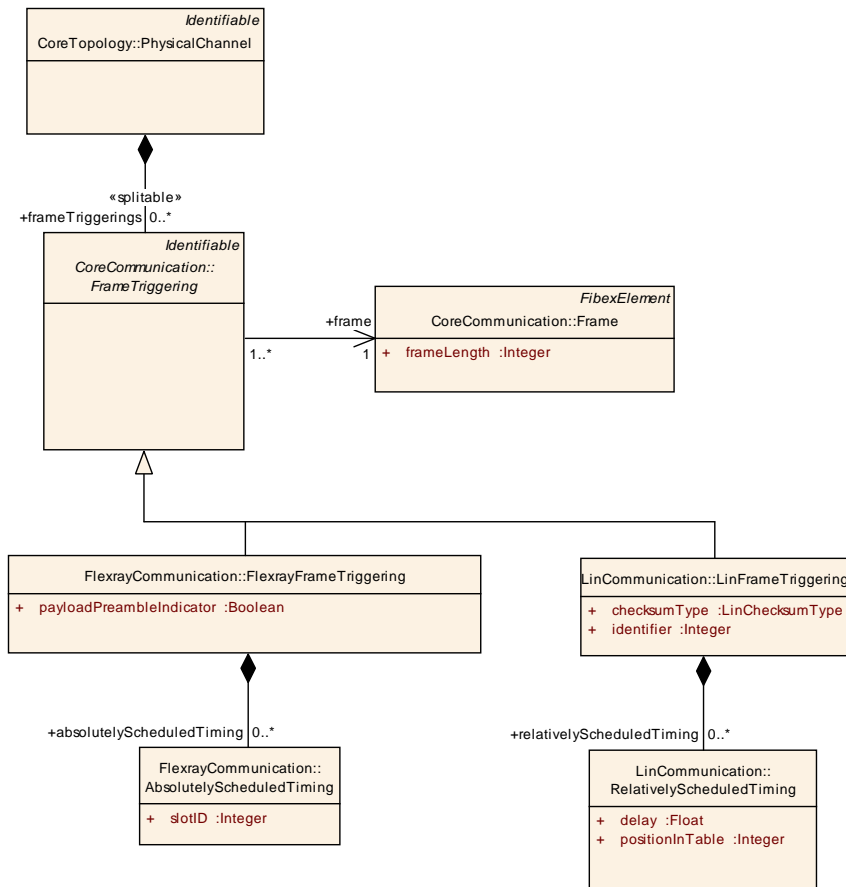 Identifiable
CoreTopology::PhysicalChannel
«splitable»
+frameTriggerings 0..*
Identifiable
CoreCommunication::
FrameTriggering
+frame
1..*
1
FibexElement
CoreCommunication::Frame
+ frameLength :Integer
FlexrayCommunication::FlexrayFrameTriggering
+ payloadPreambleIndicator :Boolean
LinCommunication::LinFrameTriggering
+ checksumType :LinChecksumType
+ identifier :Integer
+absolutelyScheduledTiming 0..*
+relativelyScheduledTiming 0..*
FlexrayCommunication::
AbsolutelyScheduledTiming
+ slotID :Integer
LinCommunication::
RelativelyScheduledTiming
+ delay :Float
+ positionInTable :Integer